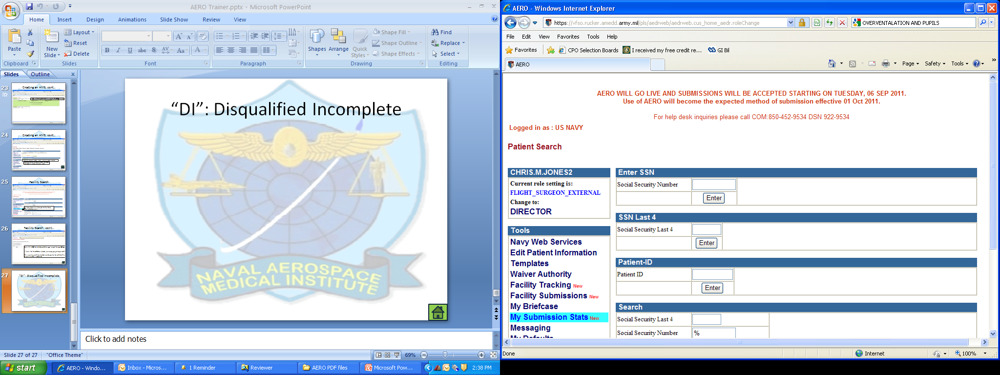 AERO Trainer.pptx - Microsoft PowerPoint
Home Insert Design Animations Slide Show Review View
Paste
Clipboard
New
Slide
Layout
Reset
Delete
Slides
B I U abc S AV Aa A
Font
Paragraph
Shapes Arrange Quick
Styles
Shape Fill
Shape Outline
Shape Effects
Drawing
Find
Replace
Select
Editing
Slides Outline
23
Creating an AMS, cont...
24
Creating an AMS, cont...
25
Facility Search
26
Facility Search, cont...
27
"DI": Disqualified Incomplete
“DI”: Disqualified Incomplete
NAVAL AEROSPACE
MEDICAL INSTITUTE
Click to add notes
Slide 27 of 27 "Office Theme" 69%
start AERO - Windo... Inbox - Micros... 1 Reminder Reviewer AERO PDF files Microsoft Pow... 2:38 PM
AERO - Windows Internet Explorer
https://vfso.rucker.amedd.army.mil/pls/aedrweb/aedrweb.cus_home_aedr.roleChange
OVERVENTALATION AND PUPILS
File Edit View Favorites Tools Help
Favorites CPO Selection Boards I received my free credit re... GI Bil
AERO
Page Safety Tools
AERO WILL GO LIVE AND SUBMISSIONS WILL BE ACCEPTED STARTING ON TUESDAY, 06 SEP 2011.
Use of AERO will become the expected method of submission effective 01 Oct 2011.
For help desk inquiries please call COM:850-452-9534 DSN 922-9534
Logged in as : US NAVY
Patient Search
CHRIS.M.JONES2
Current role setting is:
FLIGHT_SURGEON_EXTERNAL
Change to:
DIRECTOR
Tools
Navy Web Services
Edit Patient Information
Templates
Waiver Authority
Facility Tracking New
Facility Submissions New
My Briefcase
My Submission Stats New
Messaging
My Defaults
Enter SSN
Social Security Number
Enter
SSN Last 4
Social Security Last 4
Enter
Patient-ID
Patient ID
Enter
Search
Social Security Last 4
Social Security Number %
Done Internet 100%